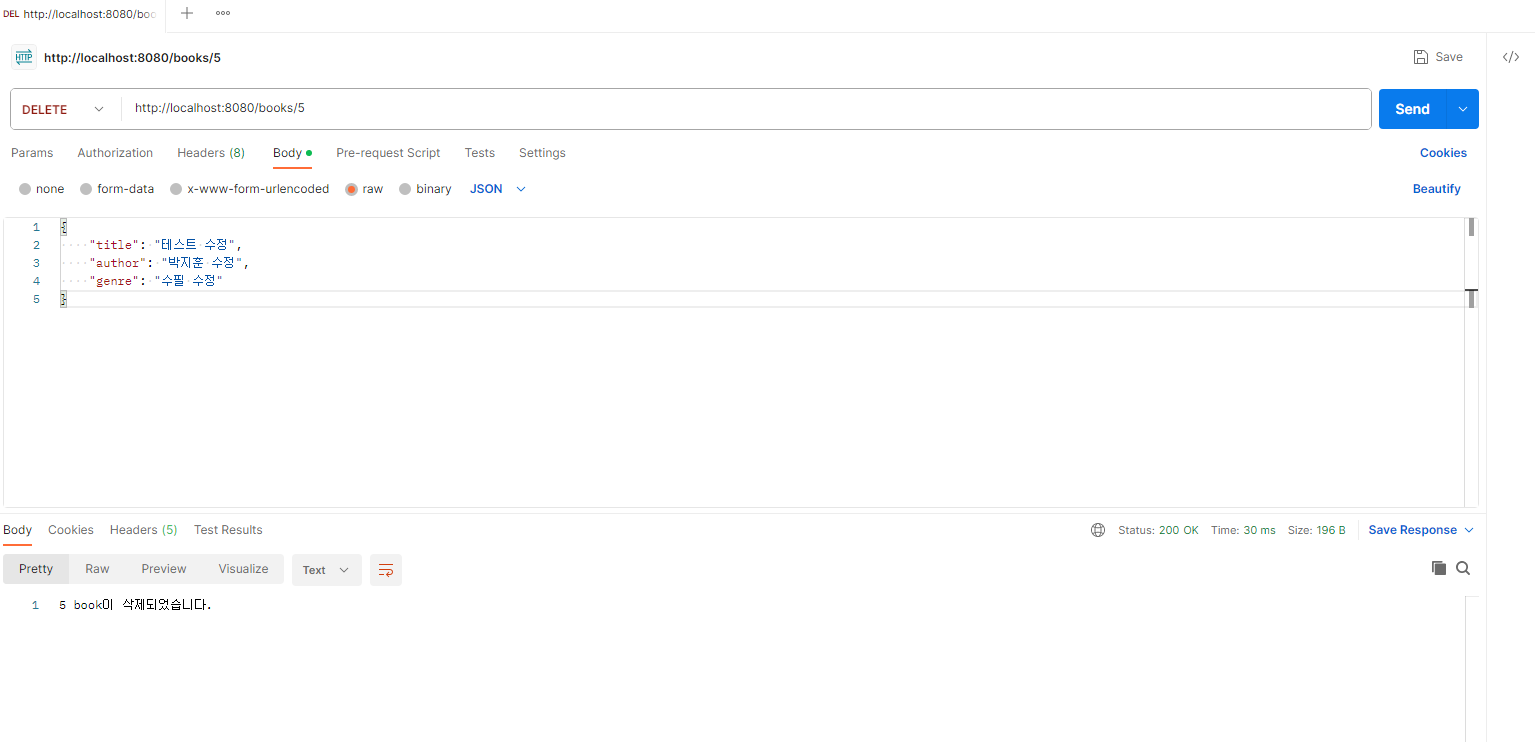 DEL http://localhost:8080/boo
HTTP http://localhost:8080/books/5 Save </>
DELETE http://localhost:8080/books/5 Send
Params Authorization Headers (8) Body Pre-request Script Tests Settings Cookies
none form-data x-www-form-urlencoded raw binary JSON Beautify
1 {
2 "title": "테스트 수정",
3 "author": "박지훈 수정",
4 "genre": "수필 수정"
5 }
Body Cookies Headers (5) Test Results Status: 200 OK Time: 30 ms Size: 196 B Save Response
Pretty Raw Preview Visualize Text
1 5 book이 삭제되었습니다.